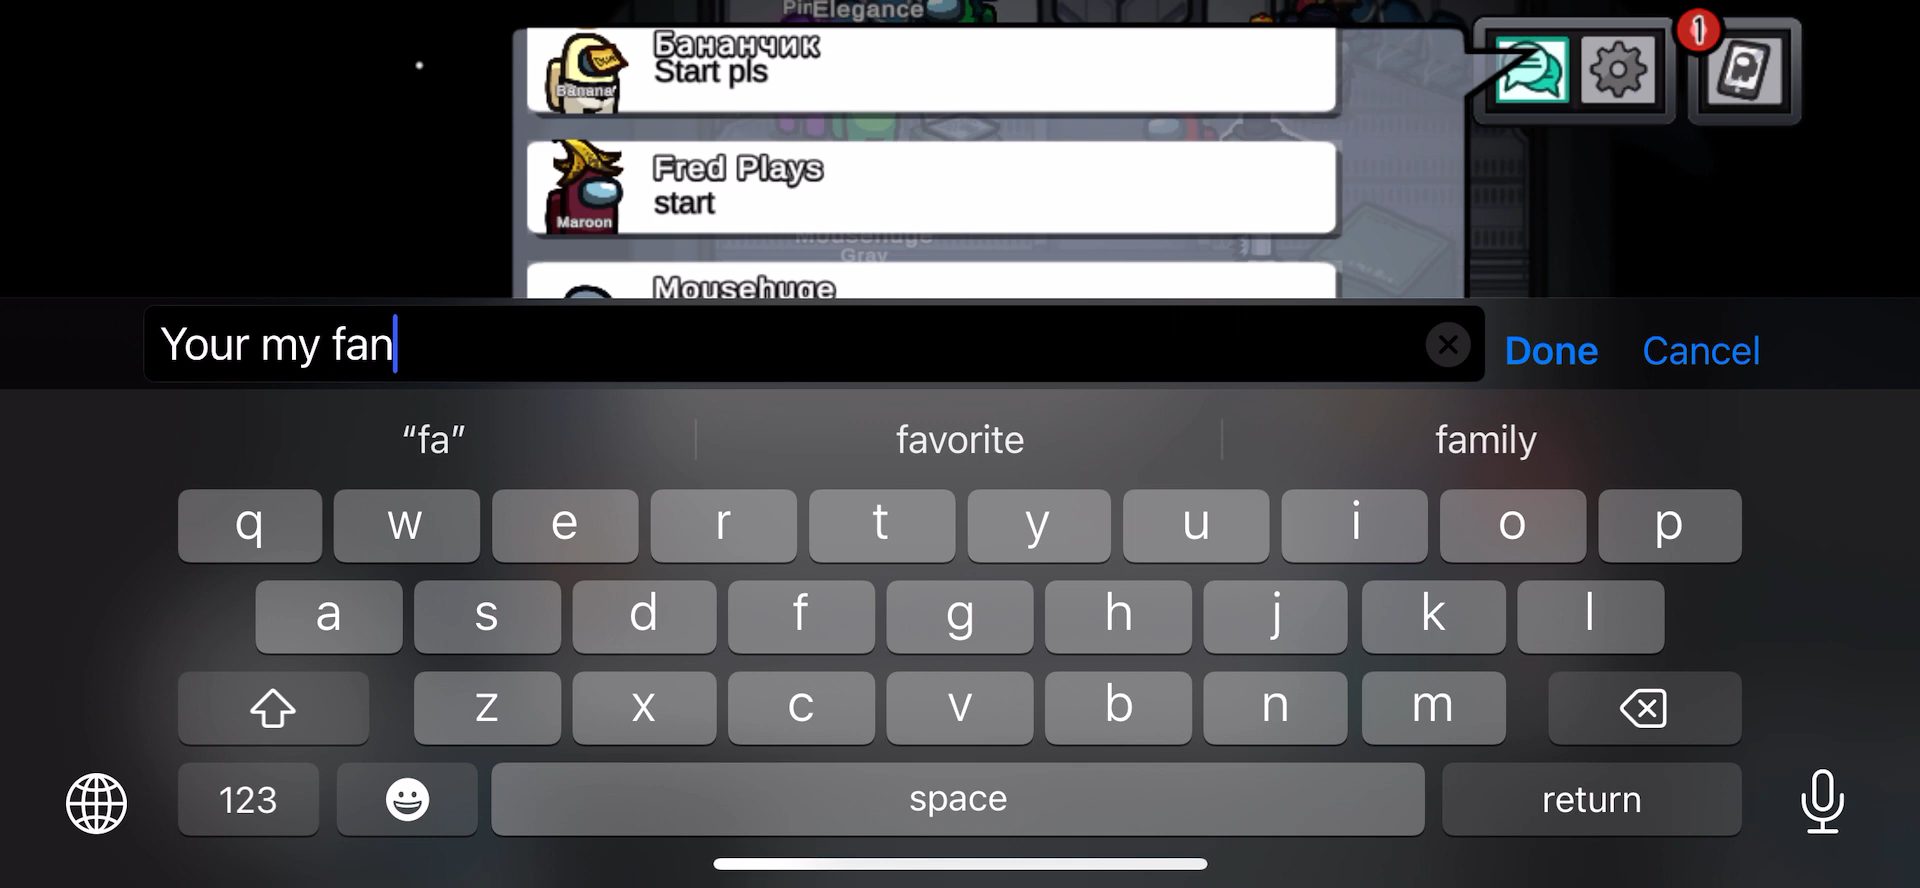 PinElegance
Бананчик
Start pls
Banana
1
Fred Plays
start
Maroon
Mousehuge
Gray
Mousehuge
Your my fan
Done
Cancel
“fa”
favorite
family
q w e r t y u i o p
a s d f g h j k l
z x c v b n m
123
space
return